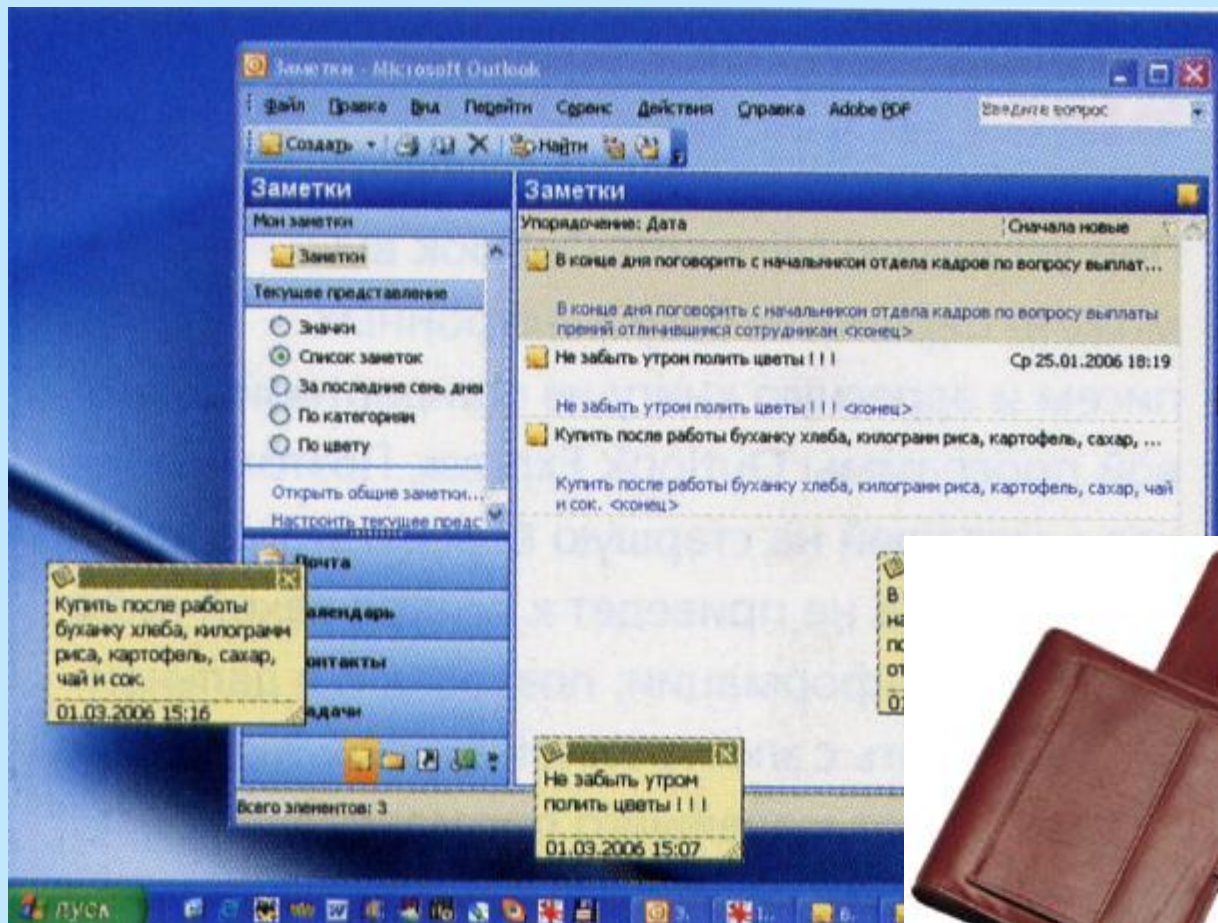 Заметки - Microsoft Outlook
Файл Правка Вид Перейти Сервис Действия Справка Adobe PDF Введите вопрос
Создать Найти
Заметки
Мои заметки
Заметки
Текущее представление
Значки
Список заметок
За последние семь дней
По категориям
По цвету
Открыть общие заметки...
Настроить текущее предс
Почта
алендарь
онтакты
адачи
Всего элементов: 3
Заметки
Упорядочение: Дата Сначала новые
В конце дня поговорить с начальником отдела кадров по вопросу выплат...
В конце дня поговорить с начальником отдела кадров по вопросу выплаты
премий отличившимся сотрудникам <конец>
Не забыть утром полить цветы ! ! ! Ср 25.01.2006 18:19
Не забыть утром полить цветы ! ! ! <конец>
Купить после работы буханку хлеба, килограмм риса, картофель, сахар, ...
Купить после работы буханку хлеба, килограмм риса, картофель, сахар, чай
и сок. <конец>
Купить после работы
буханку хлеба, килограмм
риса, картофель, сахар,
чай и сок.
01.03.2006 15:16
Не забыть утром
полить цветы ! ! !
01.03.2006 15:07
В
на
по
от
пуск